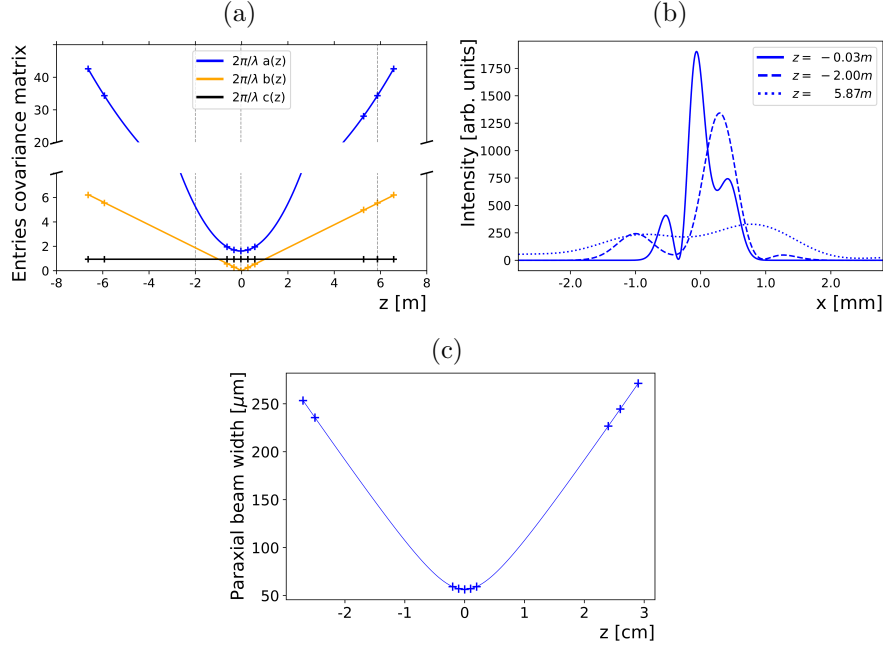 (a)
Entries covariance matrix
40
30
20
6
4
2
0
2π/λ a(z)
2π/λ b(z)
2π/λ c(z)
-8 -6 -4 -2 0 2 4 6 8
z [m]
(b)
Intensity [arb. units]
1750
1500
1250
1000
750
500
250
0
z = −0.03m
z = −2.00m
z = 5.87m
-2.0 -1.0 0.0 1.0 2.0
x [mm]
(c)
Paraxial beam width [μm]
250
200
150
100
50
-2 -1 0 1 2 3
z [cm]